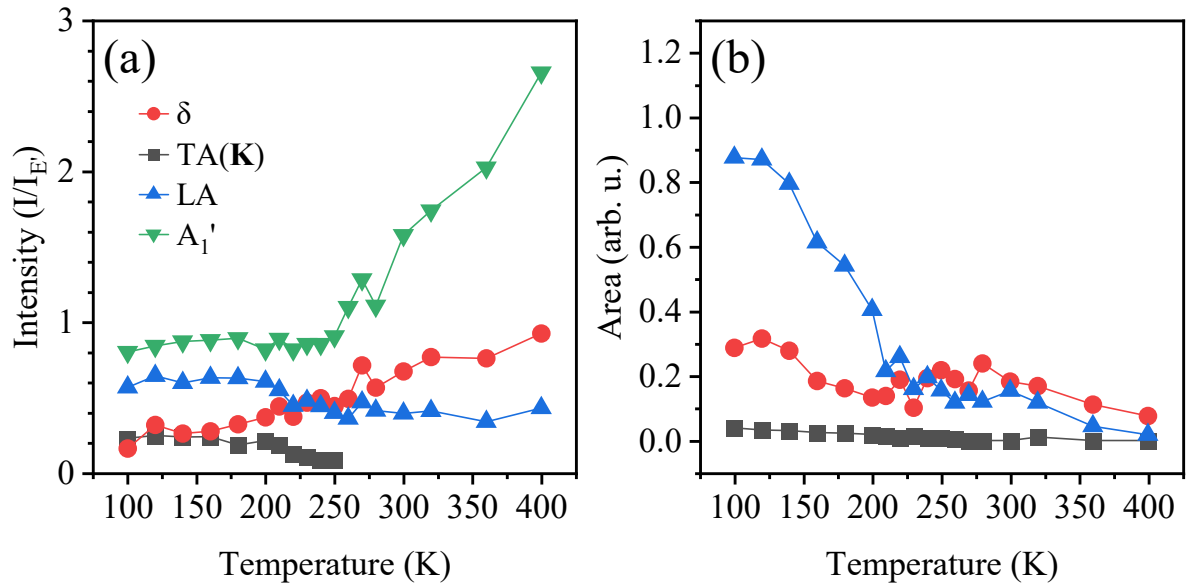 (a)
δ
TA(K)
LA
A₁'
Intensity (I/I_E')
3
2
1
0
100 150 200 250 300 350 400
Temperature (K)
(b)
Area (arb. u.)
1.2
1.0
0.8
0.6
0.4
0.2
0.0
100 150 200 250 300 350 400
Temperature (K)